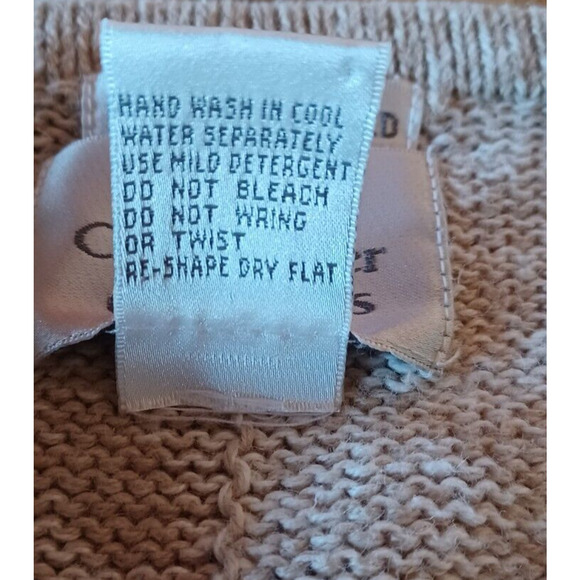 HAND WASH IN COOL
WATER SEPARATELY
USE MILD DETERGENT
DO NOT BLEACH
DO NOT WRING
OR TWIST
RE-SHAPE DRY FLAT